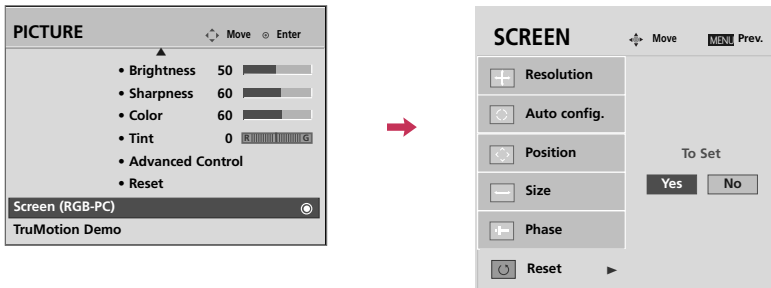 PICTURE Move Enter
• Brightness 50
• Sharpness 60
• Color 60
• Tint 0 R G
• Advanced Control
• Reset
Screen (RGB-PC)
TruMotion Demo
SCREEN Move MENU Prev.
Resolution
Auto config.
Position
Size
Phase
Reset
To Set
Yes No